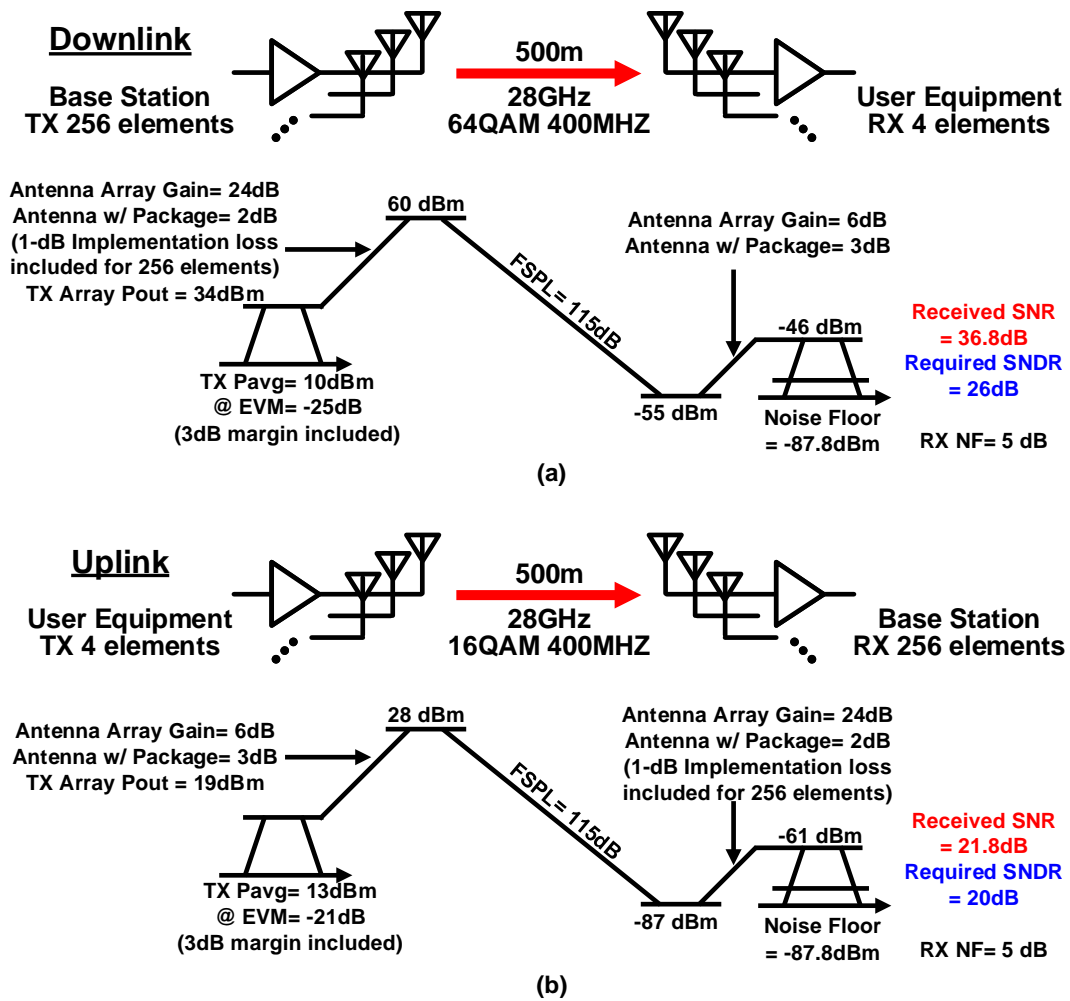 Downlink
Base Station
TX 256 elements
500m
28GHz
64QAM 400MHZ
User Equipment
RX 4 elements
Antenna Array Gain= 24dB
Antenna w/ Package= 2dB
(1-dB Implementation loss
included for 256 elements)
TX Array Pout = 34dBm
60 dBm
TX Pavg= 10dBm
@ EVM= -25dB
(3dB margin included)
FSPL= 115dB
-55 dBm
Antenna Array Gain= 6dB
Antenna w/ Package= 3dB
-46 dBm
Noise Floor
= -87.8dBm
Received SNR
= 36.8dB
Required SNDR
= 26dB
RX NF= 5 dB
(a)
Uplink
User Equipment
TX 4 elements
500m
28GHz
16QAM 400MHZ
Base Station
RX 256 elements
Antenna Array Gain= 6dB
Antenna w/ Package= 3dB
TX Array Pout = 19dBm
28 dBm
TX Pavg= 13dBm
@ EVM= -21dB
(3dB margin included)
FSPL= 115dB
-87 dBm
Antenna Array Gain= 24dB
Antenna w/ Package= 2dB
(1-dB Implementation loss
included for 256 elements)
-61 dBm
Noise Floor
= -87.8dBm
Received SNR
= 21.8dB
Required SNDR
= 20dB
RX NF= 5 dB
(b)